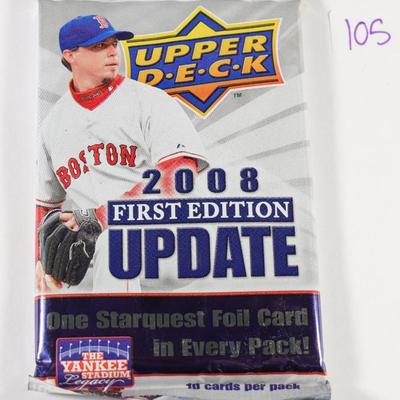 UPPER
D·E·C·K
TM
105
BOSTON
2008
FIRST EDITION
UPDATE
One Starquest Foil Card
in Every Pack!
THE
YANKEE
STADIUM
Legacy
10 cards per pack